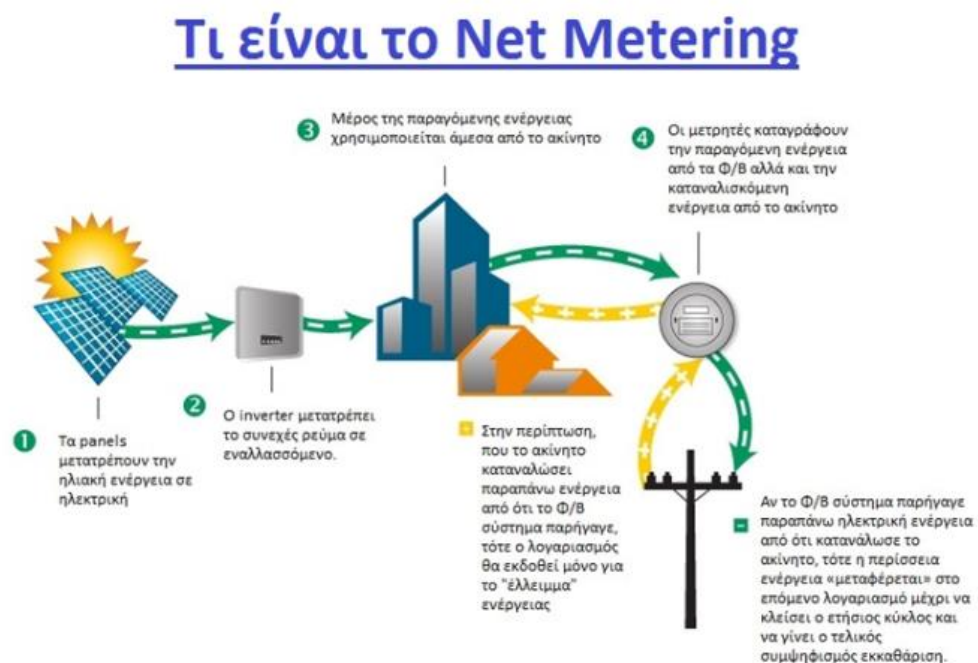 Τι είναι το Net Metering
3
Μέρος της παραγόμενης ενέργειας
χρησιμοποιείται άμεσα από το ακίνητο
4
Οι μετρητές καταγράφουν
την παραγόμενη ενέργεια
από τα Φ/Β αλλά και την
καταναλισκόμενη
ενέργεια από το ακίνητο
1
Τα panels
μετατρέπουν την
ηλιακή ενέργεια σε
ηλεκτρική
2
Ο inverter μετατρέπει
το συνεχές ρεύμα σε
εναλλασσόμενο.
Στην περίπτωση,
που το ακίνητο
καταναλώσει
παραπάνω ενέργεια
από ότι το Φ/Β
σύστημα παρήγαγε,
τότε ο λογαριασμός
θα εκδοθεί μόνο για
το "έλλειμμα"
ενέργειας
Αν το Φ/Β σύστημα παρήγαγε
παραπάνω ηλεκτρική ενέργεια
από ότι κατανάλωσε το
ακίνητο, τότε η περίσσεια
ενέργεια «μεταφέρεται» στο
επόμενο λογαριασμό μέχρι να
κλείσει ο ετήσιος κύκλος και
να γίνει ο τελικός
συμψηφισμός εκκαθάριση.